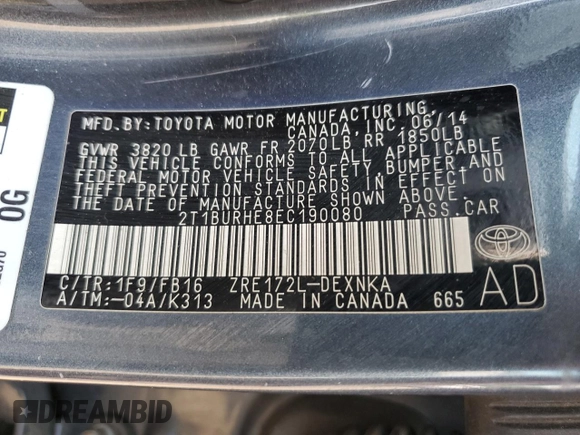 MFD.BY:TOYOTA MOTOR MANUFACTURING
CANADA,INC. 06/14
GVWR 3820 LB GAWR FR 2070LB RR 1850LB
THIS VEHICLE CONFORMS TO ALL APPLICABLE
FEDERAL MOTOR VEHICLE SAFETY,BUMPER,AND
THEFT PREVENTION STANDARDS IN EFFECT ON
THE DATE OF MANUFACTURE SHOWN ABOVE.
2T1BURHE8EC190080 PASS.CAR
C/TR:1F9/FB16 ZRE172L-DEXNKA
A/TM:-04A/K313 MADE IN CANADA 665
AD
OG
DREAMBID